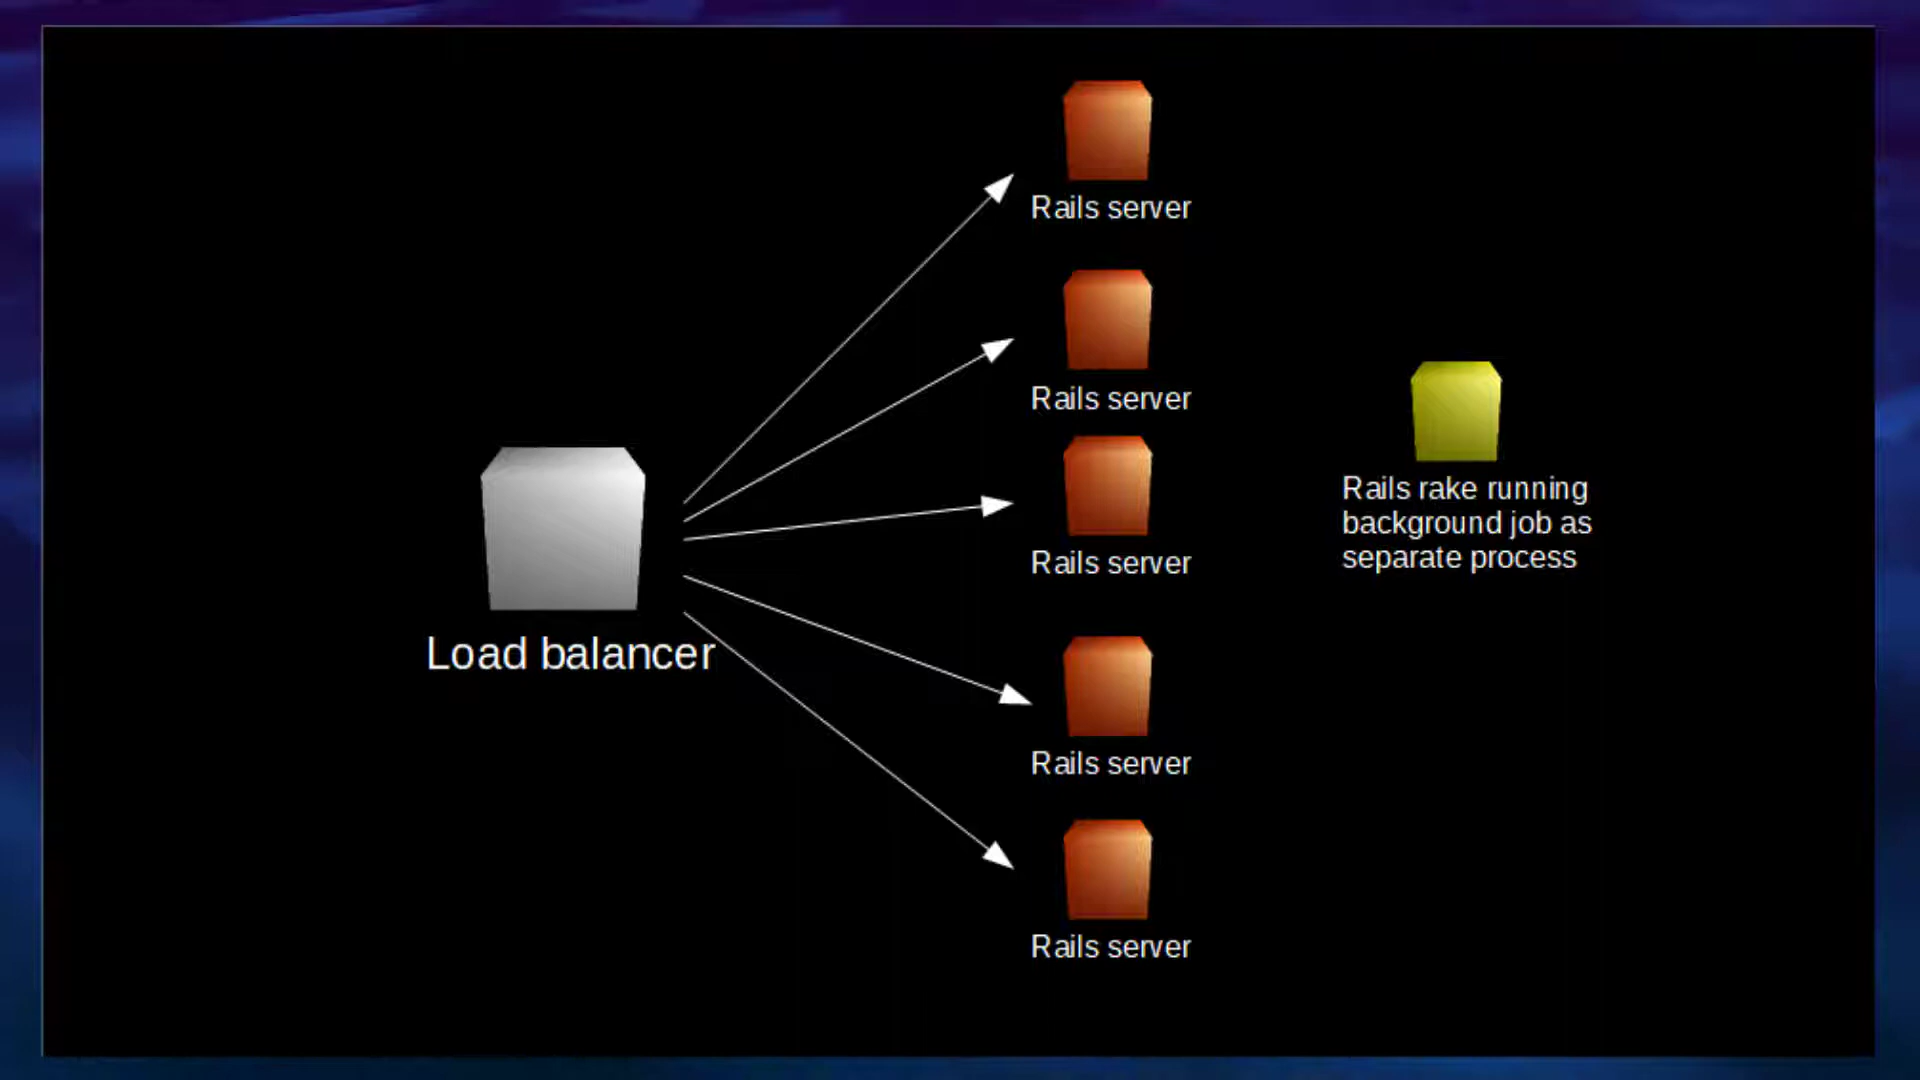 Rails server
Rails server
Rails rake running
background job as
separate process
Rails server
Load balancer
Rails server
Rails server